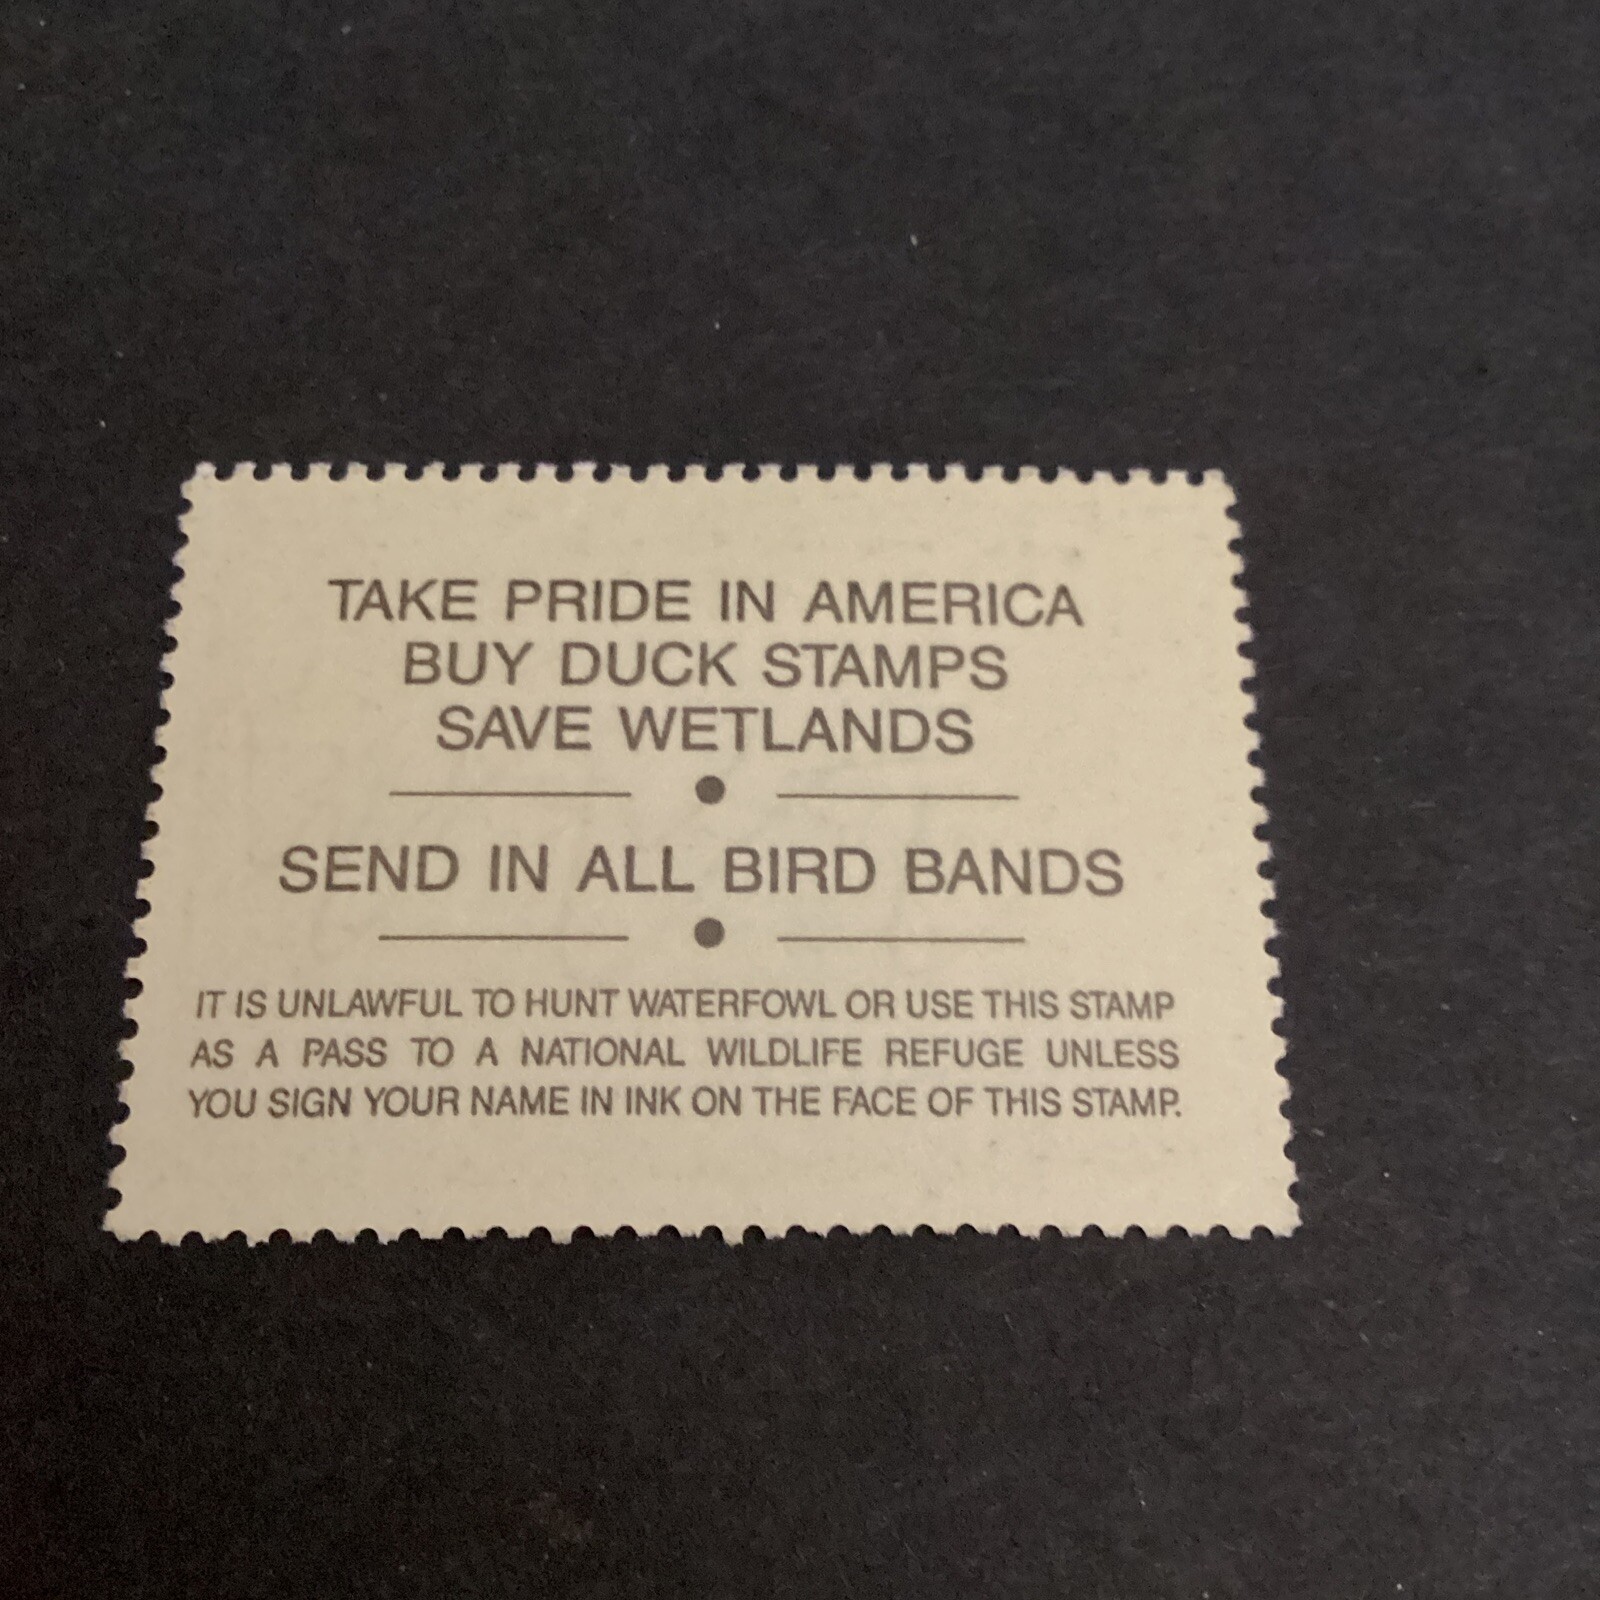 TAKE PRIDE IN AMERICA
BUY DUCK STAMPS
SAVE WETLANDS
SEND IN ALL BIRD BANDS
IT IS UNLAWFUL TO HUNT WATERFOWL OR USE THIS STAMP
AS A PASS TO A NATIONAL WILDLIFE REFUGE UNLESS
YOU SIGN YOUR NAME IN INK ON THE FACE OF THIS STAMP.